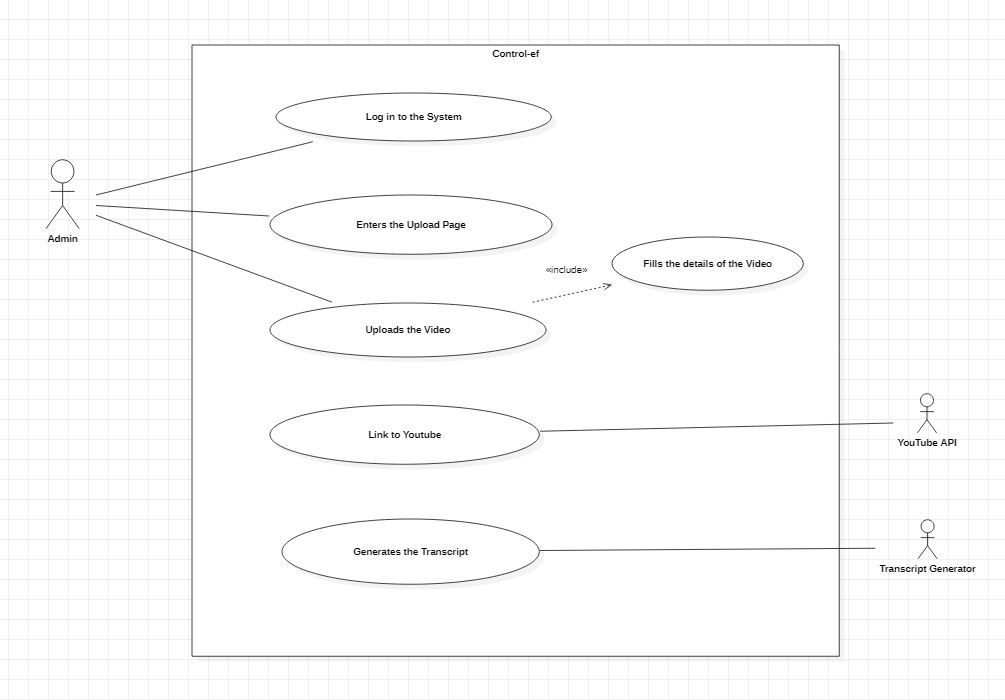 Control-ef
Log in to the System
Admin
Enters the Upload Page
Fills the details of the Video
«include»
Uploads the Video
Link to Youtube
YouTube API
Generates the Transcript
Transcript Generator